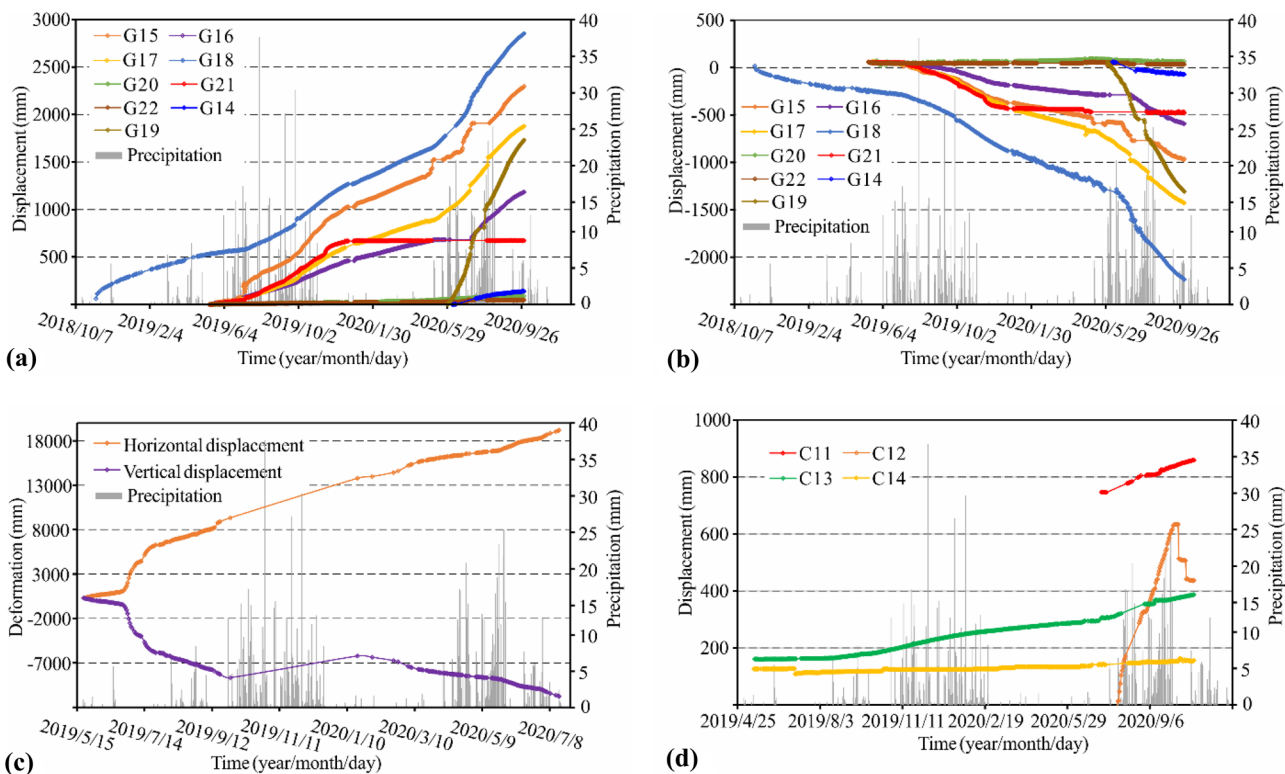 3000
2500
2000
1500
1000
500
Displacement (mm)
G15 G16
G17 G18
G20 G21
G22 G14
G19
Precipitation
40
35
30
25
20
15
10
5
0
Precipitation (mm)
2018/10/7 2019/2/4 2019/6/4 2019/10/2 2020/1/30 2020/5/29 2020/9/26
Time (year/month/day)
(a)
500
0
-500
-1000
-1500
-2000
Displacement (mm)
G15 G16
G17 G18
G20 G21
G22 G14
G19
Precipitation
40
35
30
25
20
15
10
5
0
Precipitation (mm)
2018/10/7 2019/2/4 2019/6/4 2019/10/2 2020/1/30 2020/5/29 2020/9/26
Time (year/month/day)
(b)
18000
13000
8000
3000
-2000
-7000
Deformation (mm)
Horizontal displacement
Vertical displacement
Precipitation
40
35
30
25
20
15
10
5
0
Precipitation (mm)
2019/5/15 2019/7/14 2019/9/12 2019/11/11 2020/1/10 2020/3/10 2020/5/9 2020/7/8
Time (year/month/day)
(c)
1000
800
600
400
200
Displacement (mm)
C11 C12
C13 C14
40
35
30
25
20
15
10
5
0
Precipitation (mm)
2019/4/25 2019/8/3 2019/11/11 2020/2/19 2020/5/29 2020/9/6
Time (year/month/day)
(d)